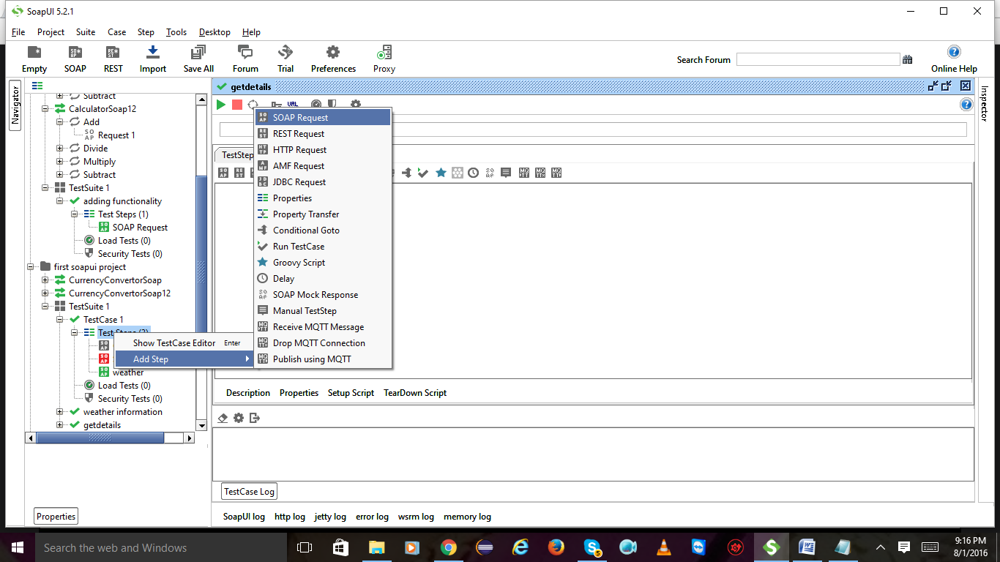 SoapUI 5.2.1
File Project Suite Case Step Tools Desktop Help
Empty SOAP REST Import Save All Forum Trial Preferences Proxy
Search Forum
Online Help
Navigator
Subtract
CalculatorSoap12
Add
Request 1
Divide
Multiply
Subtract
TestSuite 1
adding functionality
Test Steps (1)
SOAP Request
Load Tests (0)
Security Tests (0)
first soapui project
CurrencyConvertorSoap
CurrencyConvertorSoap12
TestSuite 1
TestCase 1
Test Steps (3)
weather
Load Tests (0)
Security Tests (0)
weather information
getdetails
Properties
Show TestCase Editor Enter
Add Step
SOAP Request
REST Request
HTTP Request
AMF Request
JDBC Request
Properties
Property Transfer
Conditional Goto
Run TestCase
Groovy Script
Delay
SOAP Mock Response
Manual TestStep
Receive MQTT Message
Drop MQTT Connection
Publish using MQTT
getdetails
URL
TestStep
Description Properties Setup Script TearDown Script
TestCase Log
SoapUI log http log jetty log error log wsrm log memory log
Inspector
Search the web and Windows
5
9:16 PM
8/1/2016